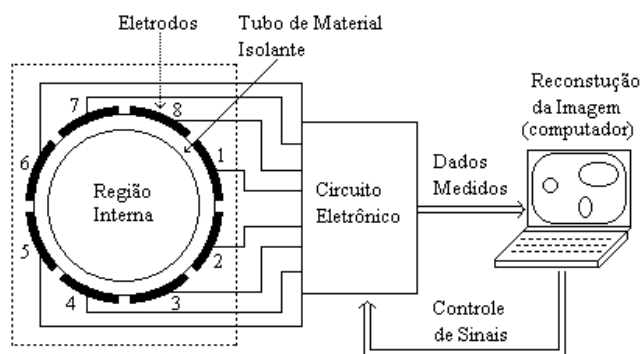 Eletrodos
Tubo de Material
Isolante
7
8
6
1
5
2
4
3
Região
Interna
Circuito
Eletrônico
Dados
Medidos
Reconstução
da Imagem
(computador)
Controle
de Sinais